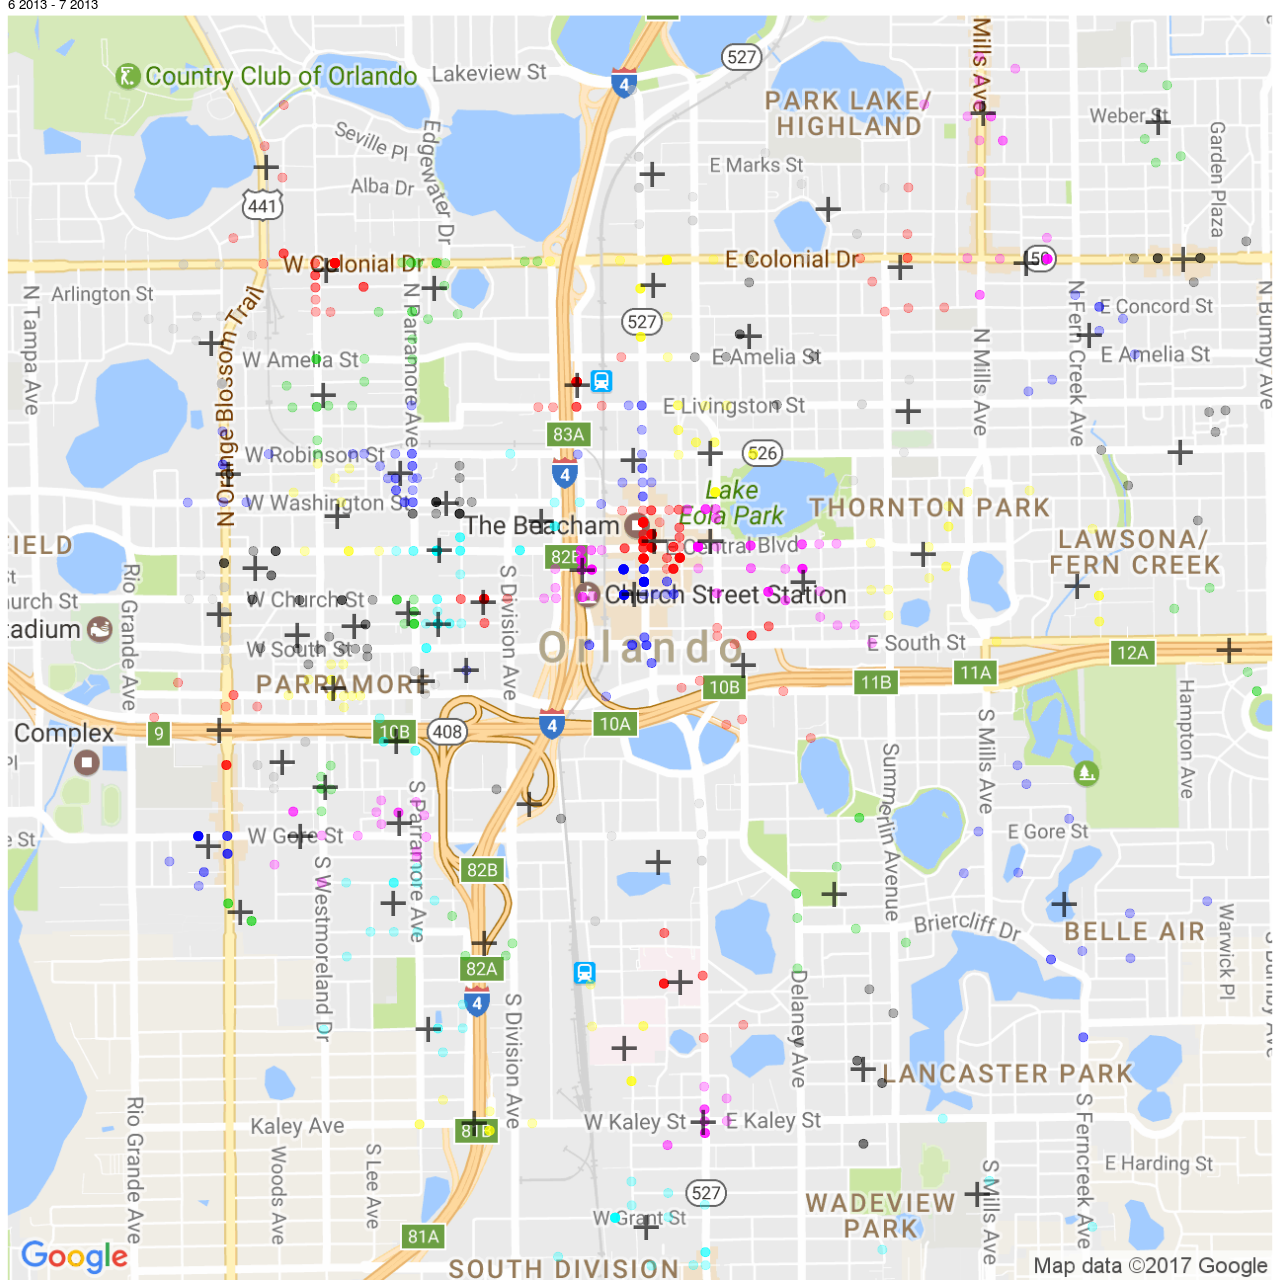 6 2013 - 7 2013
Country Club of Orlando
Lakeview St
527
4
Mills Ave
PARK LAKE/
HIGHLAND
Weber St
Seville Pl
Edgewater Dr
Garden Plaza
E Marks St
Alba Dr
441
W Colonial Dr
E Colonial Dr
50
Arlington St
N Tampa Ave
N Orange Blossom Trail
N Parramore Ave
527
N Fern Creek Ave
E Concord St
N Bumby Ave
W Amelia St
E Amelia St
N Mills Ave
E Amelia St
E Livingston St
83A
W Robinson St
526
4
Lake
Eola Park
W Washington St
THORNTON PARK
The Beacham
E Central Blvd
LAWSONA/
FERN CREEK
FIELD
82B
Rio Grande Ave
S Division Ave
W Church St
Church Street Station
Orlando
E South St
W South St
12A
PARRAMORE
11A
11B
10B
Hampton Ave
9
10B
408
4
10A
Complex
S Mills Ave
Summerlin Avenue
S Parramore Ave
W Gore St
E Gore St
e St
S Westmoreland Dr
82B
Briercliff Dr
BELLE AIR
Warwick Pl
S Bumby Ave
82A
4
S Division Ave
Delaney Ave
LANCASTER PARK
Rio Grande Ave
Kaley Ave
81B
W Kaley St
E Kaley St
S Ferncreek Ave
Woods Ave
S Lee Ave
E Harding St
S Mills Ave
527
WADEVIEW
PARK
W Grant St
81A
Google
SOUTH DIVISION
Map data ©2017 Google